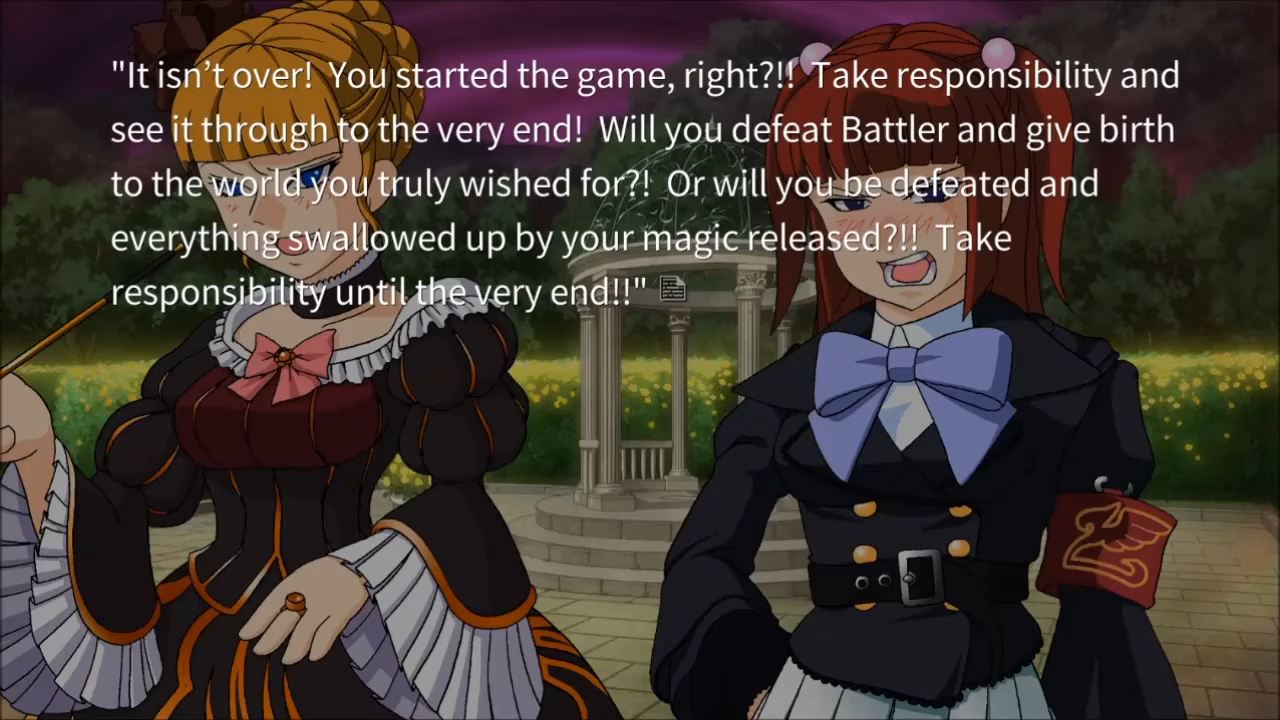 "It isn’t over!  You started the game, right?!!  Take responsibility and
see it through to the very end!  Will you defeat Battler and give birth
to the world you truly wished for?!  Or will you be defeated and
everything swallowed up by your magic released?!!  Take
responsibility until the very end!!"